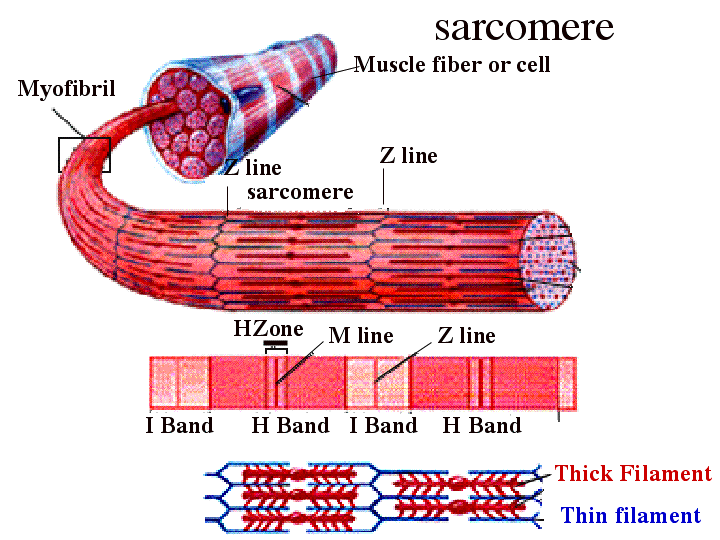 sarcomere
Muscle fiber or cell
Myofibril
Z line
Z line
sarcomere
HZone
M line
Z line
I Band
H Band
I Band
H Band
Thick Filament
Thin filament